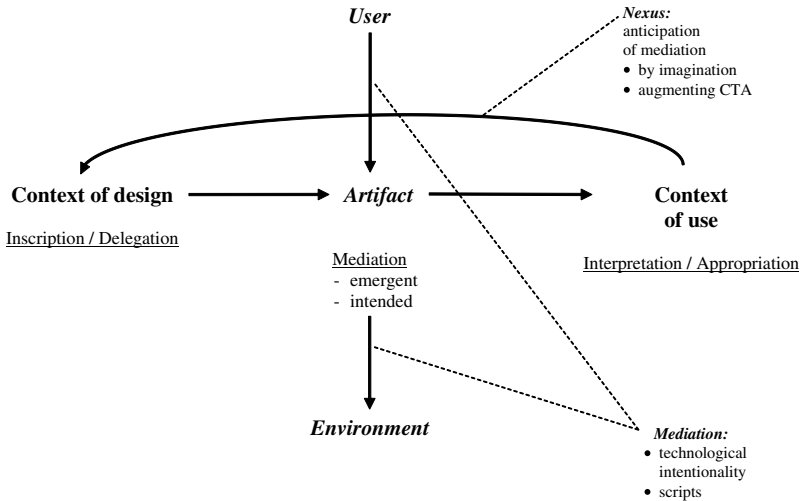 User
Nexus:
anticipation
of mediation
• by imagination
• augmenting CTA
Context of design
Artifact
Context
of use
Inscription / Delegation
Interpretation / Appropriation
Mediation
- emergent
- intended
Environment
Mediation:
• technological
intentionality
• scripts